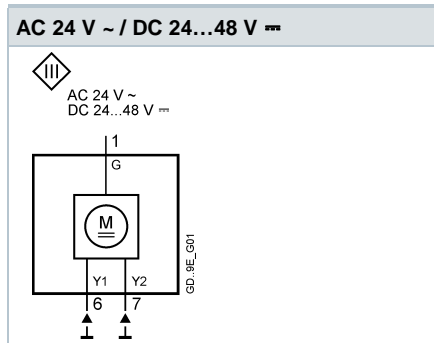 AC 24 V ~ / DC 24…48 V ⎓
III
AC 24 V ~
DC 24...48 V ⎓
1
G
M
Y1 Y2
6 7
GD..9E_G01